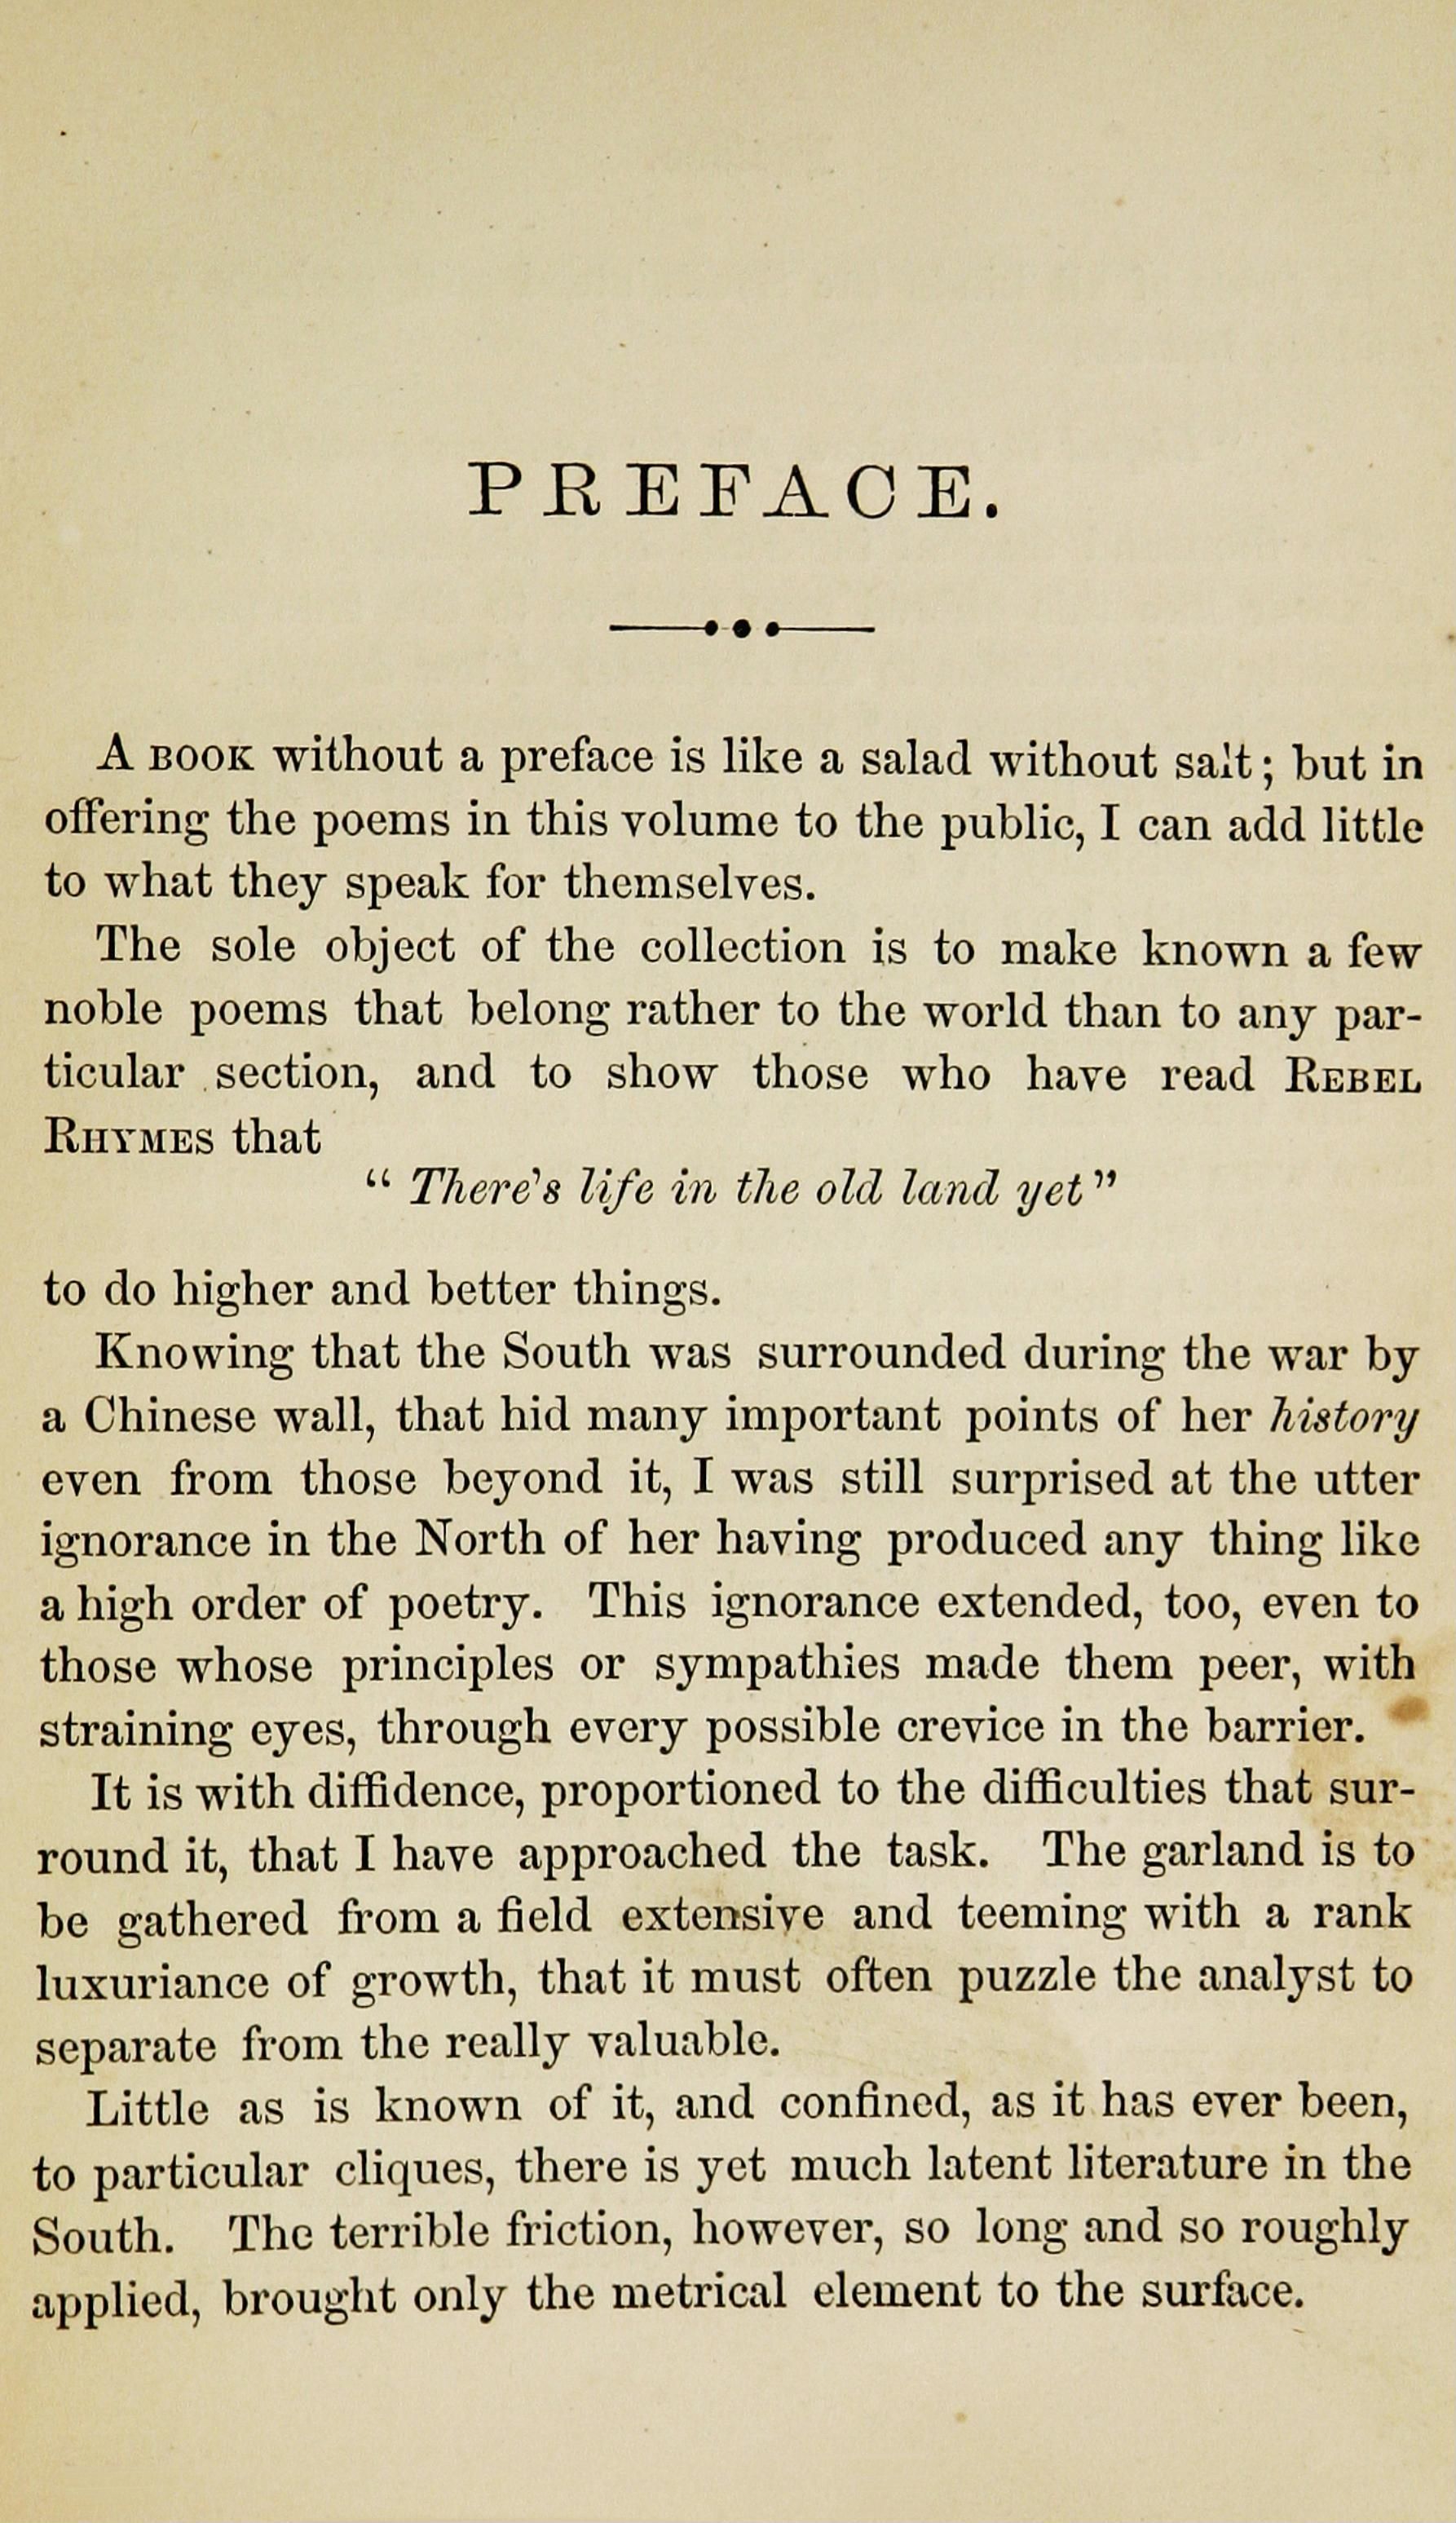 PREFACE.
A BOOK without a preface is like a salad without salt; but in
offering the poems in this volume to the public, I can add little
to what they speak for themselves.
The sole object of the collection is to make known a few
noble poems that belong rather to the world than to any par-
ticular section, and to show those who have read REBEL
RHYMES that
"There's life in the old land yet"
to do higher and better things.
Knowing that the South was surrounded during the war by
a Chinese wall, that hid many important points of her history
even from those beyond it, I was still surprised at the utter
ignorance in the North of her having produced any thing like
a high order of poetry. This ignorance extended, too, even to
those whose principles or sympathies made them peer, with
straining eyes, through every possible crevice in the barrier.
It is with diffidence, proportioned to the difficulties that sur-
round it, that I have approached the task. The garland is to
be gathered from a field extensive and teeming with a rank
luxuriance of growth, that it must often puzzle the analyst to
separate from the really valuable.
Little as is known of it, and confined, as it has ever been,
to particular cliques, there is yet much latent literature in the
South. The terrible friction, however, so long and so roughly
applied, brought only the metrical element to the surface.